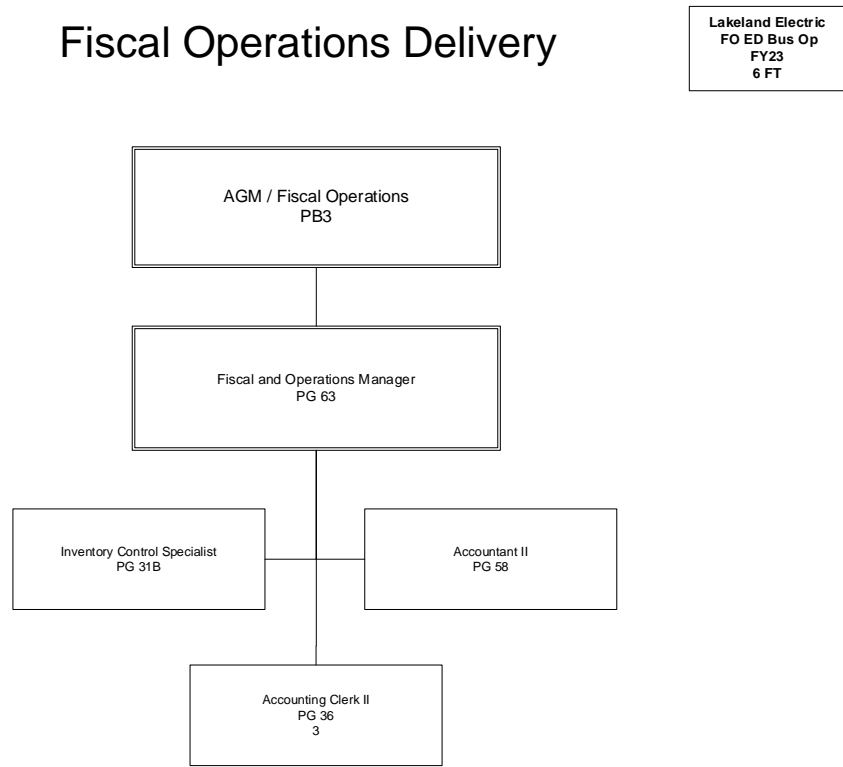 Fiscal Operations Delivery
Lakeland Electric
FO ED Bus Op
FY23
6 FT
AGM / Fiscal Operations
PB3
Fiscal and Operations Manager
PG 63
Inventory Control Specialist
PG 31B
Accountant II
PG 58
Accounting Clerk II
PG 36
3